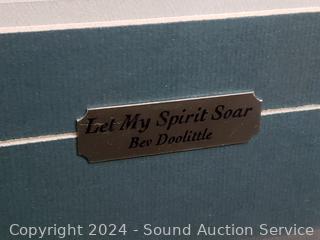 Let My Spirit Soar
Bev Doolittle
Copyright 2024 - Sound Auction Service